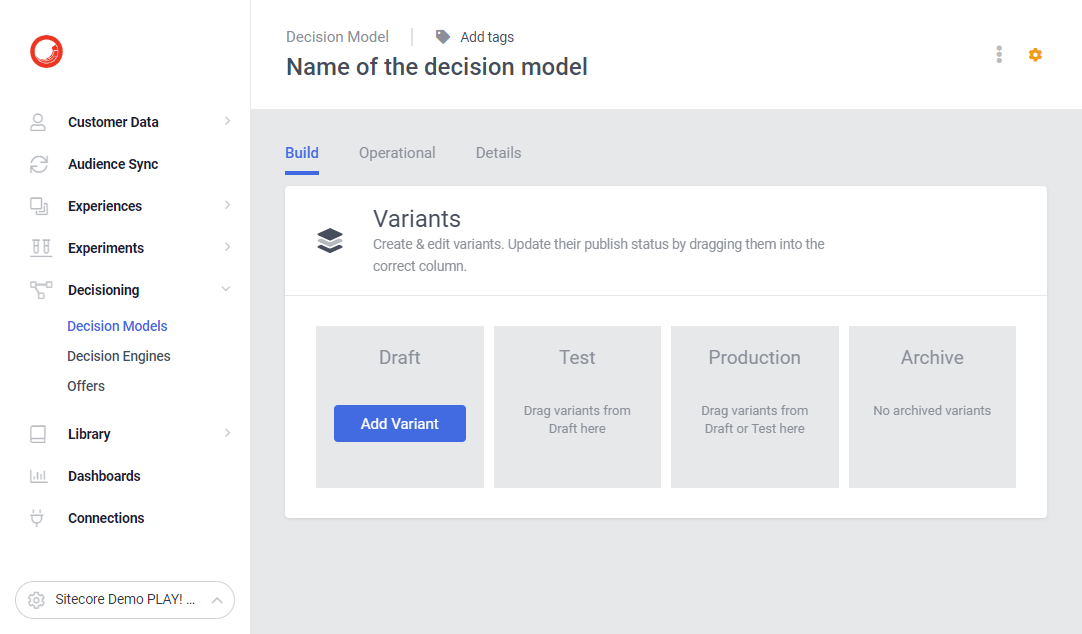 Customer Data
Audience Sync
Experiences
Experiments
Decisioning
Decision Models
Decision Engines
Offers
Library
Dashboards
Connections
Sitecore Demo PLAY! ...
Decision Model
Add tags
Name of the decision model
Build
Operational
Details
Variants
Create & edit variants. Update their publish status by dragging them into the
correct column.
Draft
Add Variant
Test
Drag variants from
Draft here
Production
Drag variants from
Draft or Test here
Archive
No archived variants